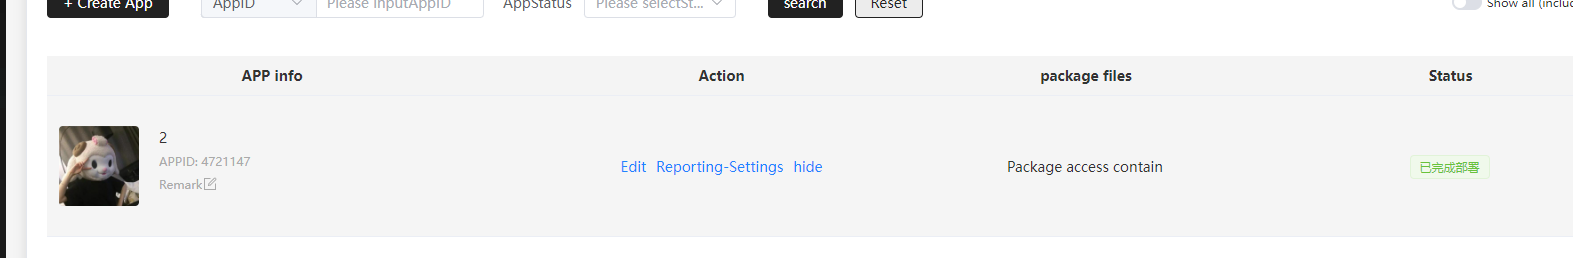 + Create App AppID Please inputAppID AppStatus Please selectSt... search Reset Show all (inclu
APP info Action package files Status
2
APPID: 4721147
Remark
Edit Reporting-Settings hide Package access contain 已完成部署